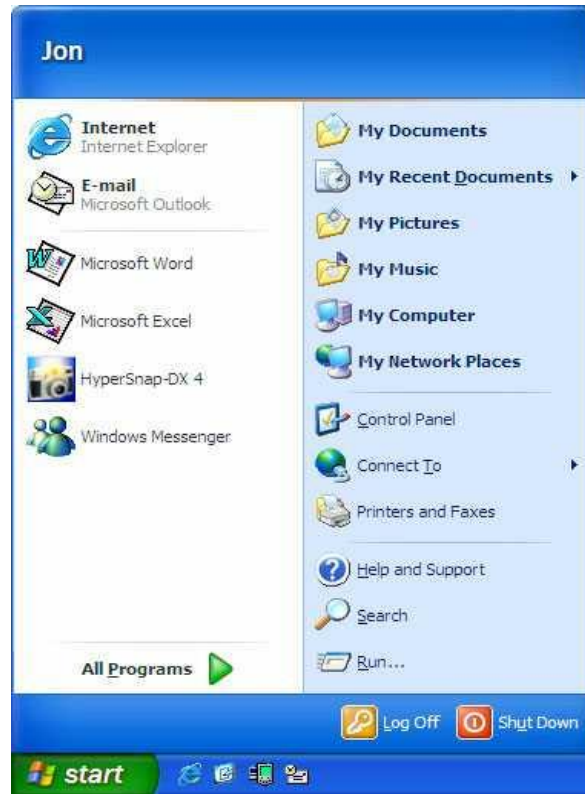 Jon
Internet
Internet Explorer
E-mail
Microsoft Outlook
Microsoft Word
Microsoft Excel
HyperSnap-DX 4
Windows Messenger
All Programs
My Documents
My Recent Documents
My Pictures
My Music
My Computer
My Network Places
Control Panel
Connect To
Printers and Faxes
Help and Support
Search
Run...
Log Off
Shut Down
start